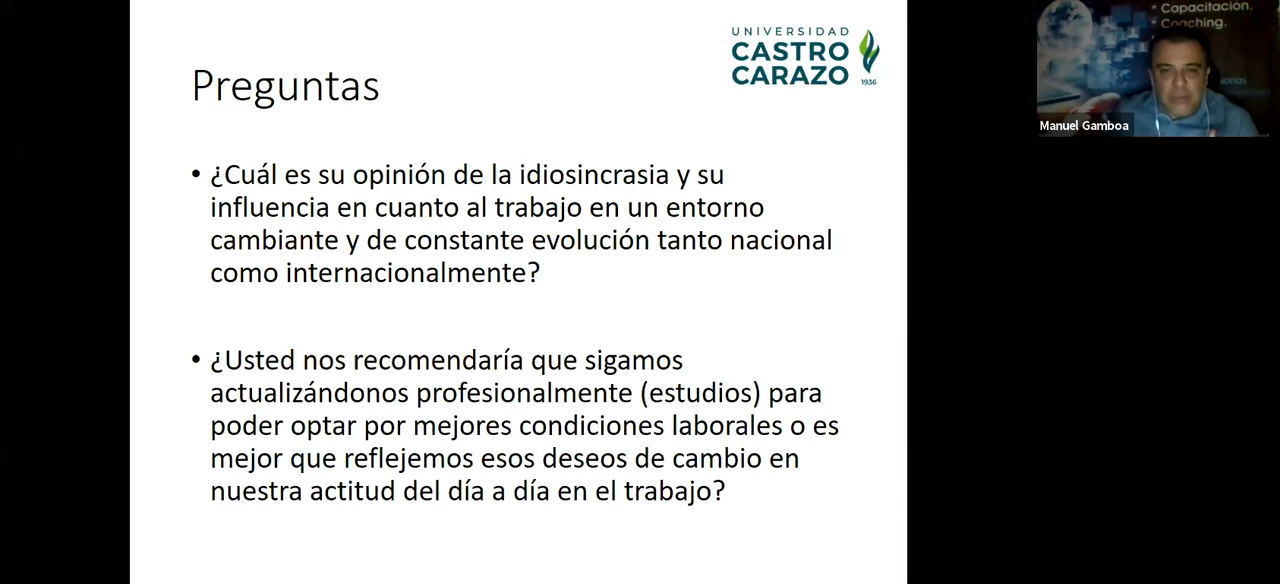 Preguntas
UNIVERSIDAD
CASTRO
CARAZO
1936
• ¿Cuál es su opinión de la idiosincrasia y su
influencia en cuanto al trabajo en un entorno
cambiante y de constante evolución tanto nacional
como internacionalmente?
• ¿Usted nos recomendaría que sigamos
actualizándonos profesionalmente (estudios) para
poder optar por mejores condiciones laborales o es
mejor que reflejemos esos deseos de cambio en
nuestra actitud del día a día en el trabajo?
• Capacitación.
• Coaching.
Manuel Gamboa